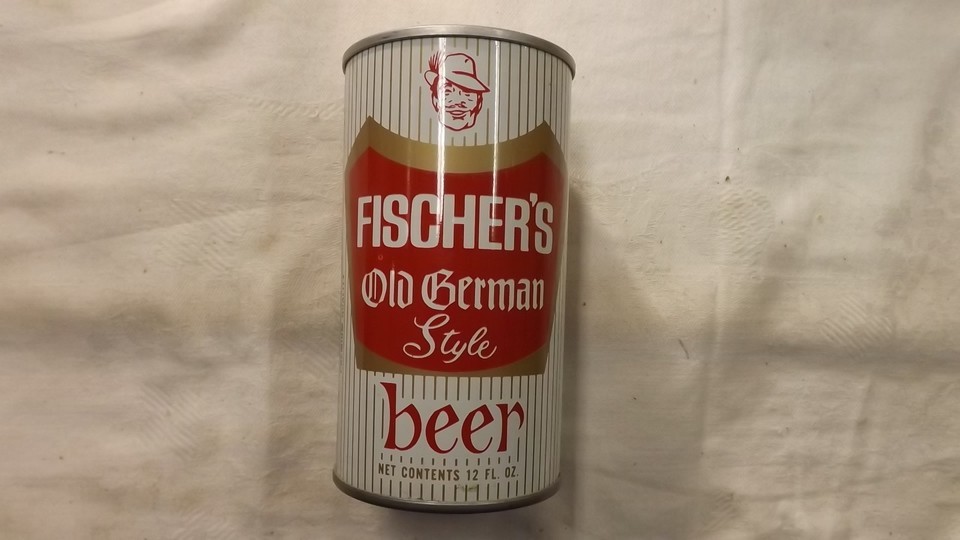 FISCHER'S
Old German
Style
beer
NET CONTENTS 12 FL. OZ.